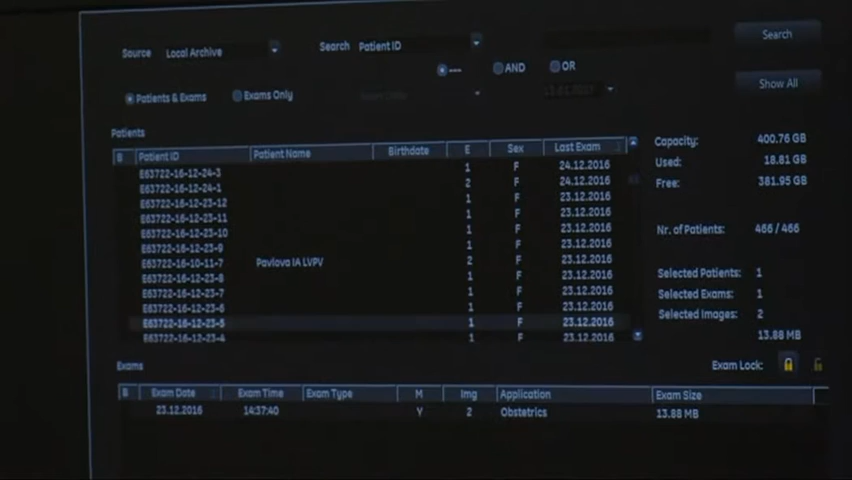 Source Local Archive Search Patient ID Search
--- AND OR
Patients & Exams Exams Only Show All
Patients
B Patient ID Patient Name Birthdate E Sex Last Exam
E63722-16-12-24-3 1 F 24.12.2016
E63722-16-12-24-1 2 F 24.12.2016
E63722-16-12-23-12 1 F 23.12.2016
E63722-16-12-23-11 1 F 23.12.2016
E63722-16-12-23-10 1 F 23.12.2016
E63722-16-12-23-9 1 F 23.12.2016
E63722-16-10-11-7 Pavlova IA LVPV 2 F 23.12.2016
E63722-16-12-23-8 1 F 23.12.2016
E63722-16-12-23-7 1 F 23.12.2016
E63722-16-12-23-6 1 F 23.12.2016
E63722-16-12-23-5 1 F 23.12.2016
E63722-16-12-23-4 1 F 23.12.2016
Capacity: 400.76 GB
Used: 18.81 GB
Free: 381.95 GB
Nr. of Patients: 466 / 466
Selected Patients: 1
Selected Exams: 1
Selected Images: 2
13.88 MB
Exams Exam Lock:
B Exam Date Exam Time Exam Type M Img Application Exam Size
23.12.2016 14:37:40 Y 2 Obstetrics 13.88 MB